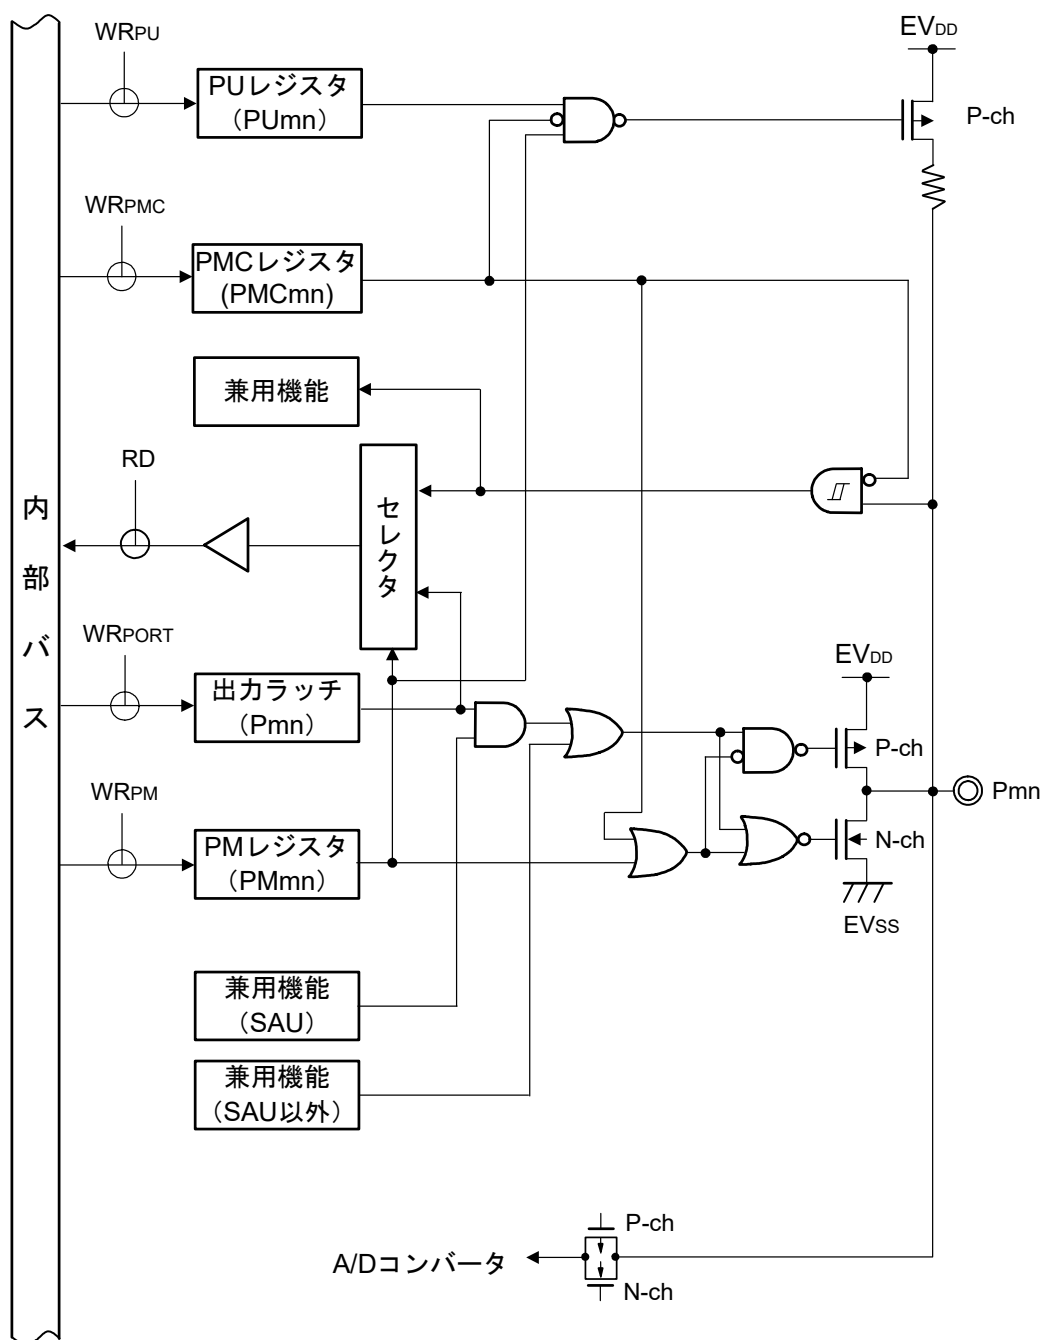 WRPU
EVDD
PUレジスタ
(PUmn)
P-ch
WRPMC
PMCレジスタ
(PMCmn)
兼用機能
RD
セレクタ
内部バス
WRPORT
出力ラッチ
(Pmn)
EVDD
P-ch
Pmn
WRPM
PMレジスタ
(PMmn)
N-ch
EVSS
兼用機能
(SAU)
兼用機能
(SAU以外)
P-ch
A/Dコンバータ
N-ch